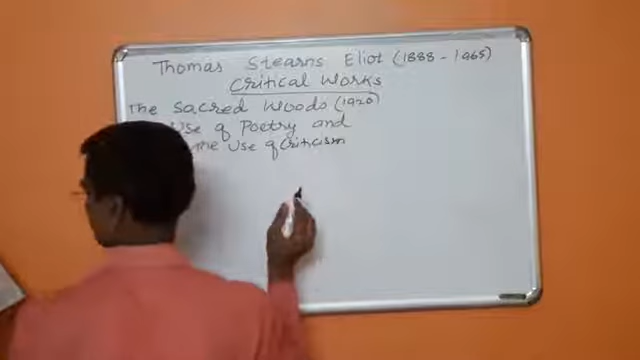 Thomas Stearns Eliot (1888 - 1965)
Critical Works
The Sacred Woods (1920)
Use of Poetry and
the Use of Criticism